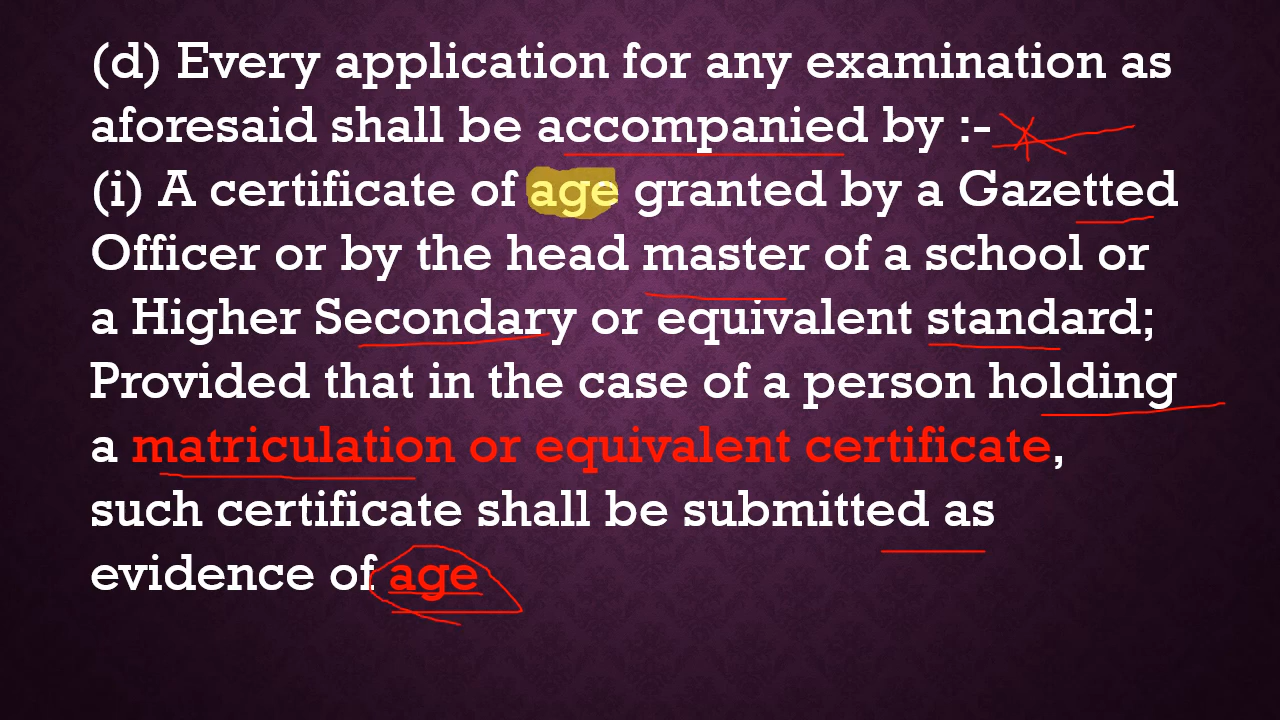 (d) Every application for any examination as
aforesaid shall be accompanied by :-
(i) A certificate of age granted by a Gazetted
Officer or by the head master of a school or
a Higher Secondary or equivalent standard;
Provided that in the case of a person holding
a matriculation or equivalent certificate,
such certificate shall be submitted as
evidence of age